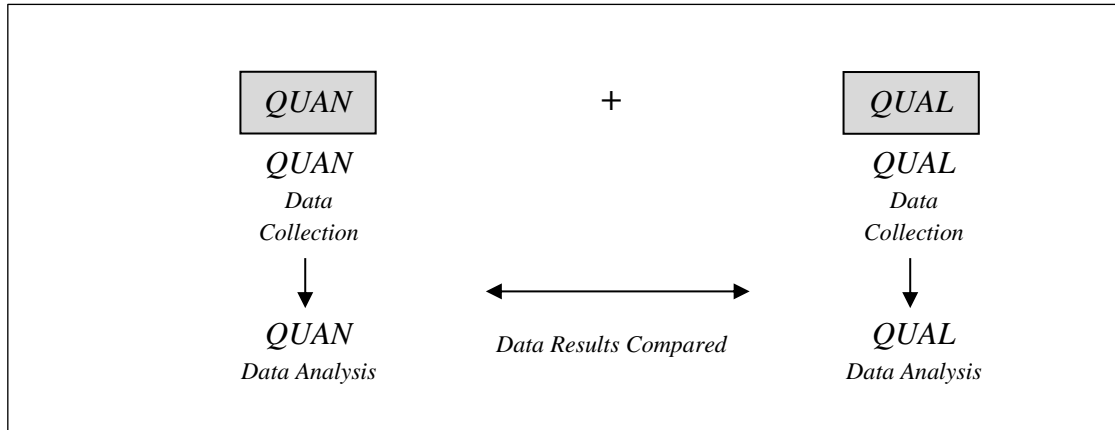 QUAN
+
QUAL
QUAN
Data
Collection
QUAL
Data
Collection
QUAN
Data Analysis
Data Results Compared
QUAL
Data Analysis